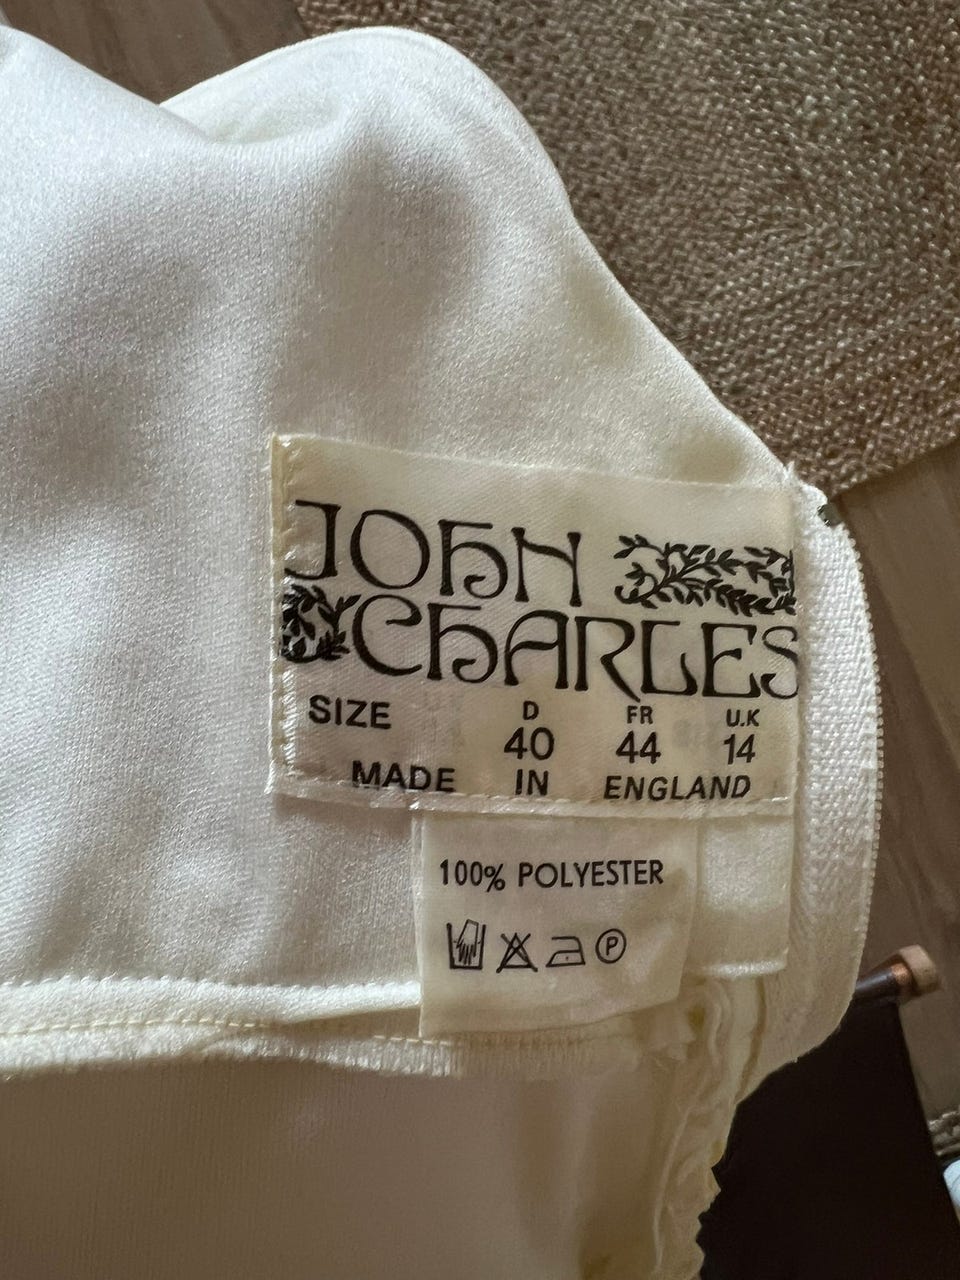 JOHN
CHARLES
SIZE D 40 FR 44 U.K 14
MADE IN ENGLAND
100% POLYESTER
P